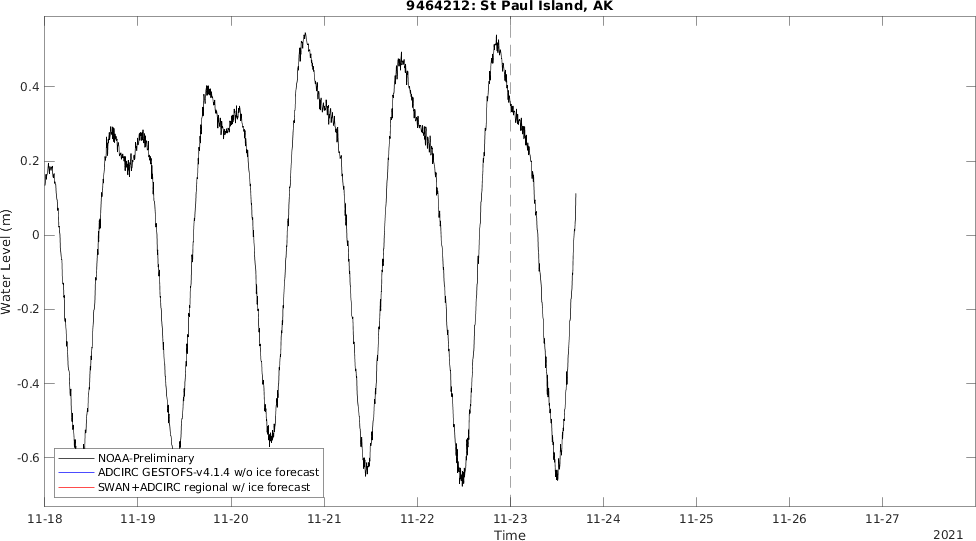 9464212: St Paul Island, AK
Water Level (m)
0.4
0.2
0
-0.2
-0.4
-0.6
NOAA-Preliminary
ADCIRC GESTOFS-v4.1.4 w/o ice forecast
SWAN+ADCIRC regional w/ ice forecast
11-18 11-19 11-20 11-21 11-22 11-23 11-24 11-25 11-26 11-27
Time
2021